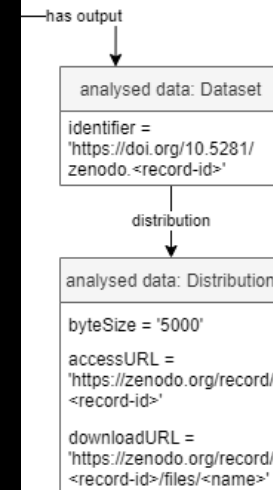 has output
analysed data: Dataset
identifier =
'https://doi.org/10.5281/
zenodo.<record-id>'
distribution
analysed data: Distribution
byteSize = '5000'
accessURL =
'https://zenodo.org/record/
<record-id>'
downloadURL =
'https://zenodo.org/record/
<record-id>/files/<name>'